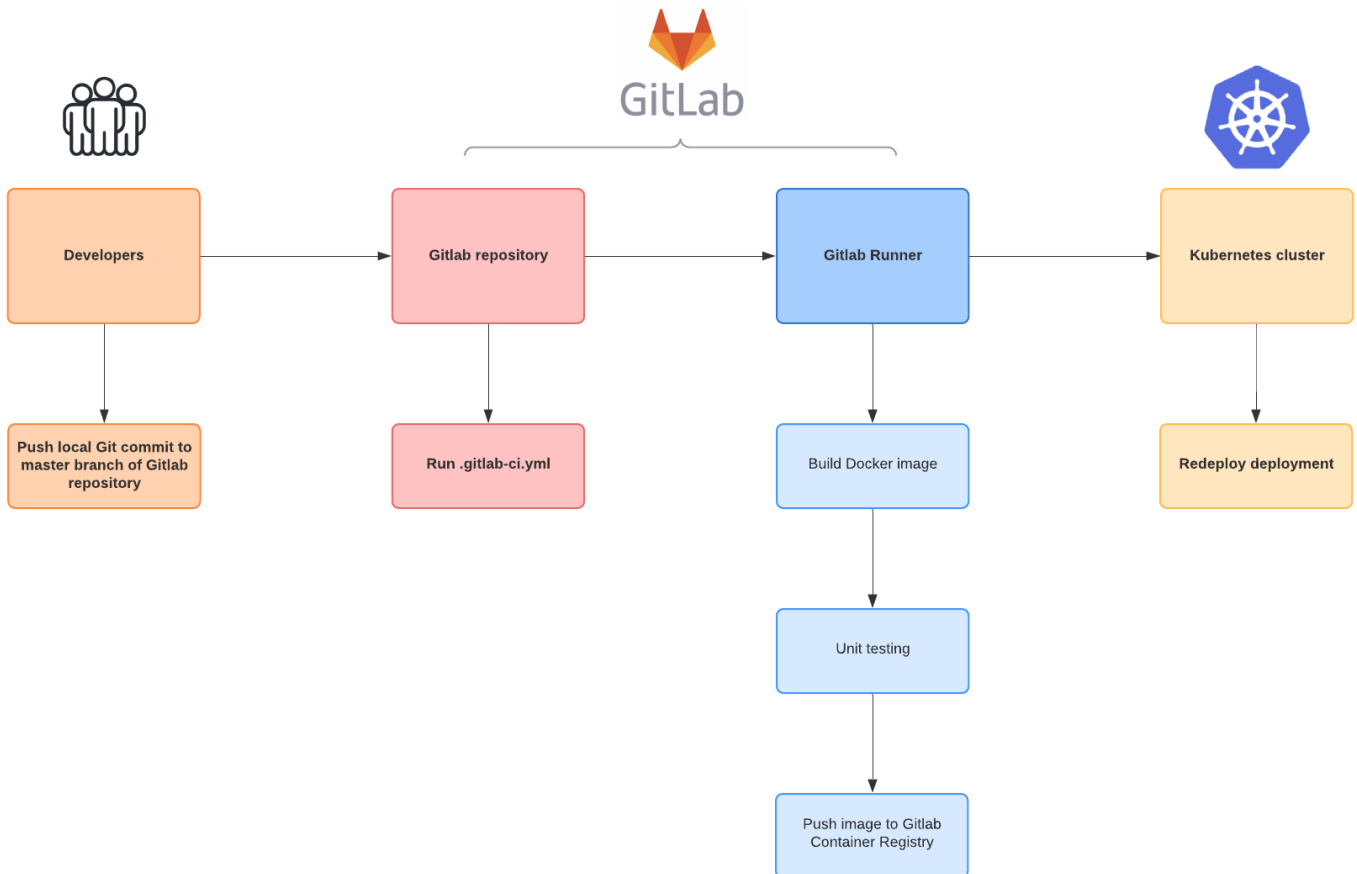 GitLab
Developers
Gitlab repository
Gitlab Runner
Kubernetes cluster
Push local Git commit to
master branch of Gitlab
repository
Run .gitlab-ci.yml
Build Docker image
Redeploy deployment
Unit testing
Push image to Gitlab
Container Registry